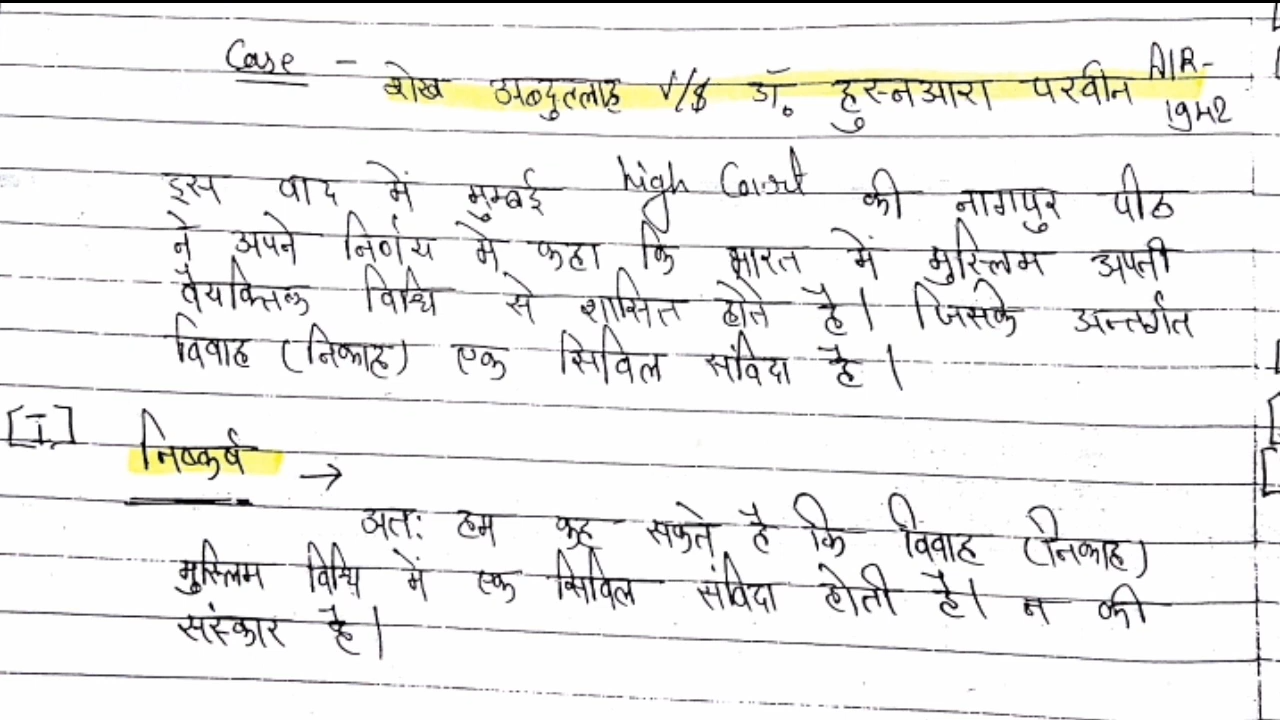 Case - शेख अब्दुल्लाह V/S डॉ. हुस्नआरा परवीन AIR-
1942
इस वाद में मुम्बई high Court की नागपुर पीठ
ने अपने निर्णय में कहा कि भारत में मुस्लिम अपनी
वैयक्तिक विधि से शासित होते है। जिसके अन्तर्गत
विवाह (निकाह) एक सिविल संविदा है।
[I] निष्कर्ष →
अतः हम कह सकते है कि विवाह (निकाह)
मुस्लिम विधि में एक सिविल संविदा होती है। न की
संस्कार है।